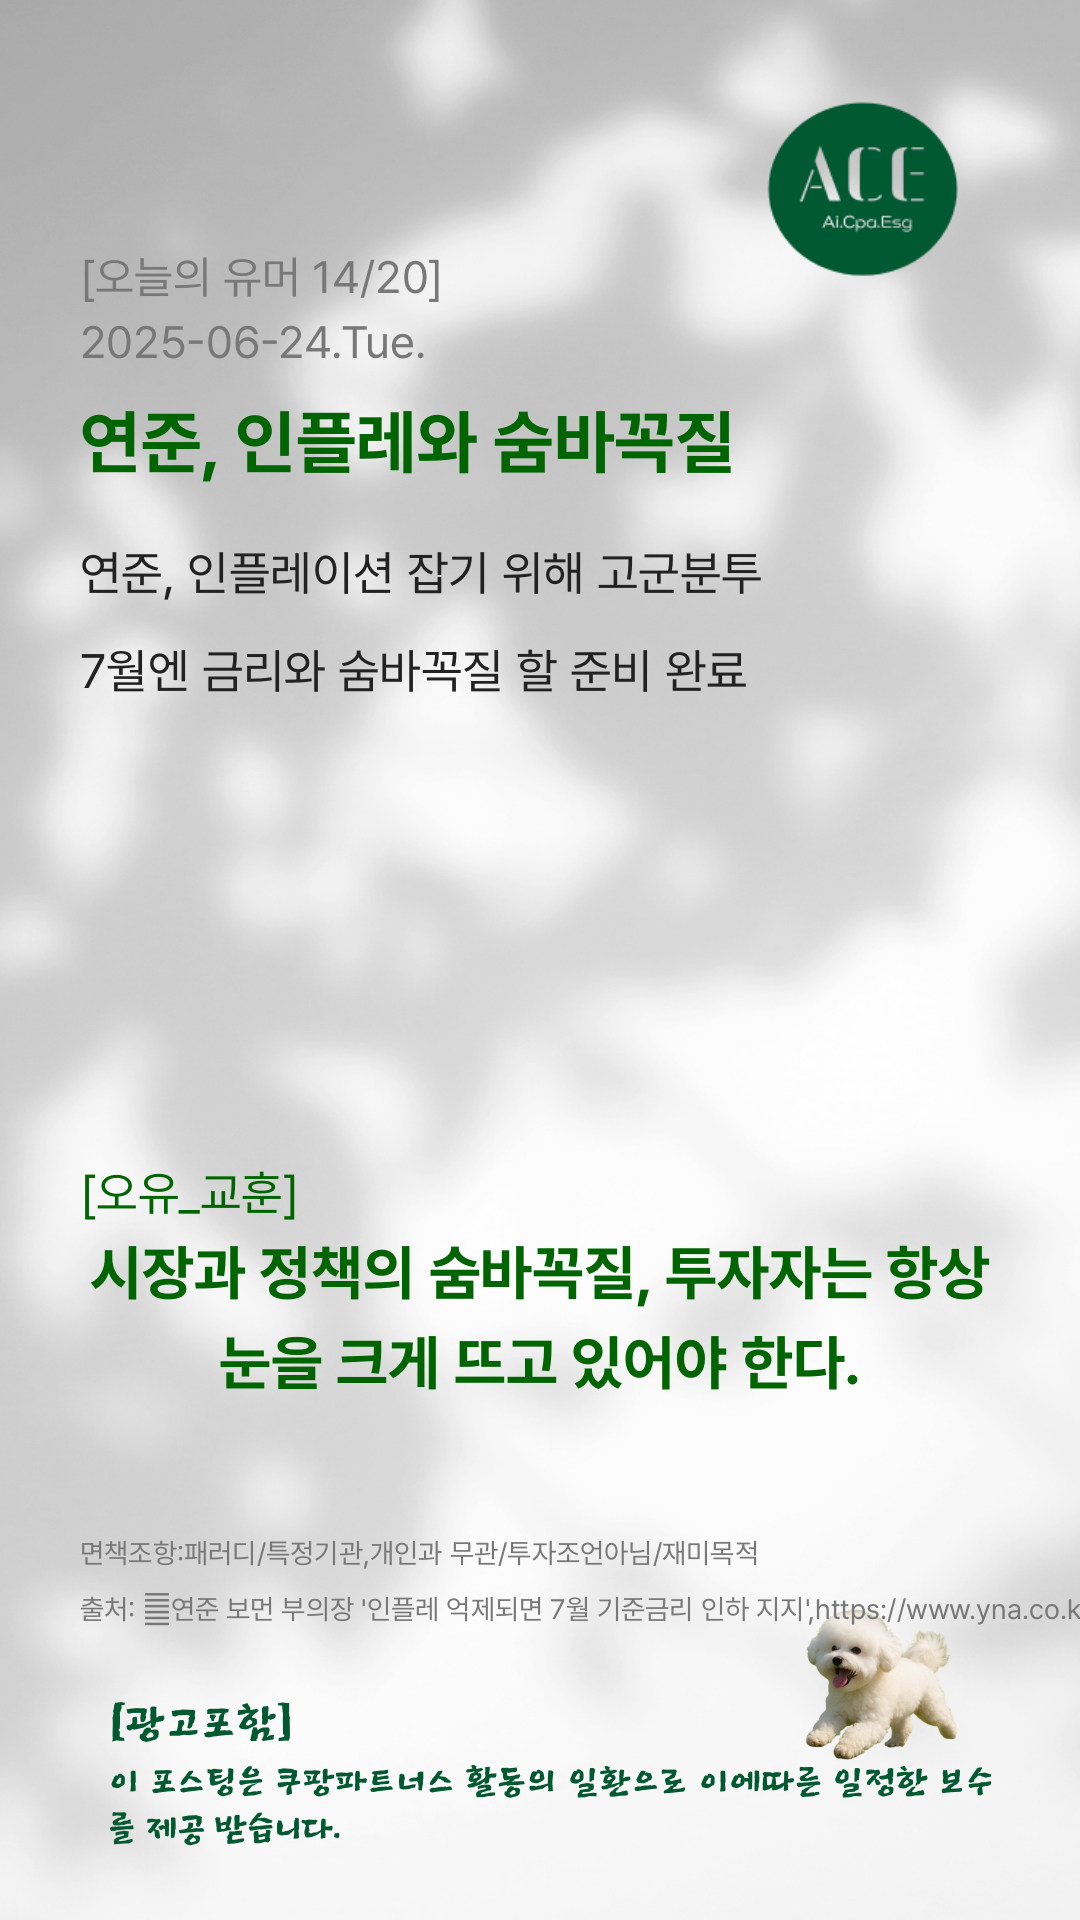 ACE
Ai.Cpa.Esg
[오늘의 유머 14/20]
2025-06-24.Tue.
연준, 인플레와 숨바꼭질
연준, 인플레이션 잡기 위해 고군분투
7월엔 금리와 숨바꼭질 할 준비 완료
[오유_교훈]
시장과 정책의 숨바꼭질, 투자자는 항상
눈을 크게 뜨고 있어야 한다.
면책조항:패러디/특정기관,개인과 무관/투자조언아님/재미목적
출처: 연준 보먼 부의장 '인플레 억제되면 7월 기준금리 인하 지지',https://www.yna.co.k
[광고포함]
이 포스팅은 쿠팡파트너스 활동의 일환으로 이에따른 일정한 보수
를 제공 받습니다.